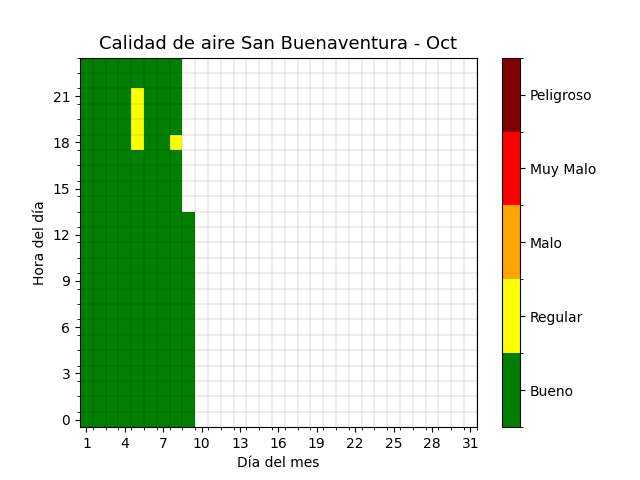 Calidad de aire San Buenaventura - Oct
Hora del día
21
18
15
12
9
6
3
0
1 4 7 10 13 16 19 22 25 28 31
Día del mes
Peligroso
Muy Malo
Malo
Regular
Bueno